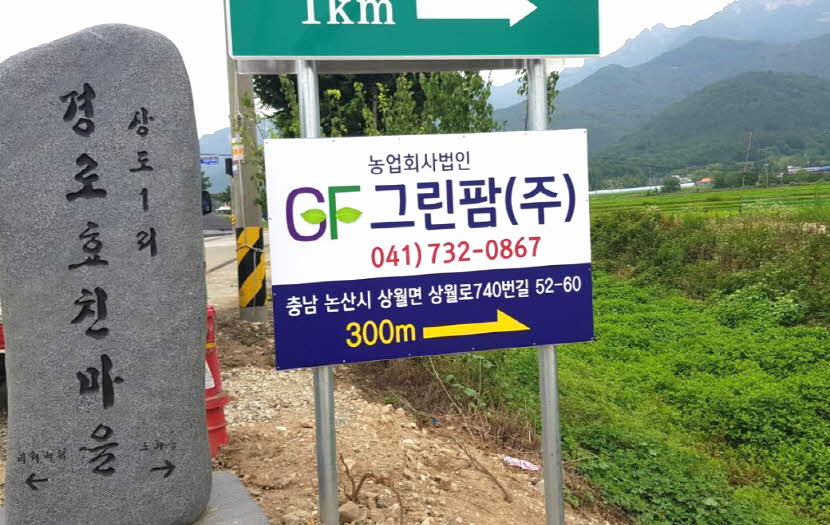 상도1리
경로효친마을
1km
농업회사법인
GF 그린팜(주)
041) 732-0867
충남 논산시 상월면 상월로740번길 52-60
300m